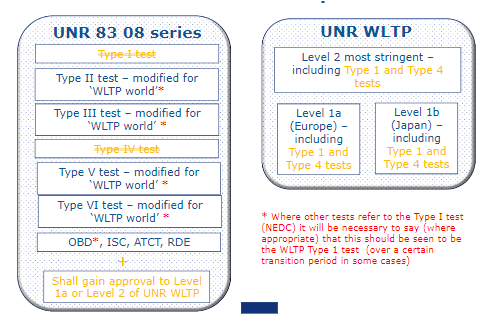 UNR 83 08 series
Type I test
Type II test – modified for
‘WLTP world’*
Type III test – modified for
‘WLTP world’ *
Type IV test
Type V test – modified for
‘WLTP world’ *
Type VI test – modified for
‘WLTP world’ *
OBD*, ISC, ATCT, RDE
+
Shall gain approval to Level
1a or Level 2 of UNR WLTP
UNR WLTP
Level 2 most stringent –
including Type 1 and Type 4
tests
Level 1a
(Europe) –
including
Type 1 and
Type 4 tests
Level 1b
(Japan) –
including
Type 1 and
Type 4 tests
* Where other tests refer to the Type I test
(NEDC) it will be necessary to say (where
appropriate) that this should be seen to be
the WLTP Type 1 test (over a certain
transition period in some cases)